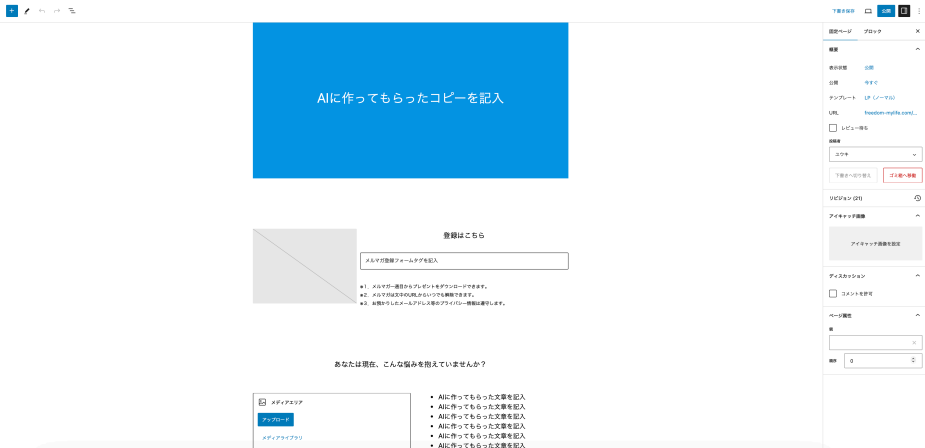 下書き保存
公開
固定ページ ブロック
概要
表示状態 公開
公開 今すぐ
テンプレート LP（ノーマル）
URL freedom-mylife.com/...
レビュー待ち
投稿者
ユウキ
下書きへ切り替え ゴミ箱へ移動
リビジョン (21)
アイキャッチ画像
アイキャッチ画像を設定
ディスカッション
コメントを許可
ページ属性
親
順序 0
AIに作ってもらったコピーを記入
登録はこちら
メルマガ登録フォームタグを記入
※1．メルマガ一通目からプレゼントをダウンロードできます。
※2．メルマガは文中のURLからいつでも解除できます。
※3．お預かりしたメールアドレス等のプライバシー情報は遵守します。
あなたは現在、こんな悩みを抱えていませんか？
メディアエリア
アップロード
メディアライブラリ
• AIに作ってもらった文章を記入
• AIに作ってもらった文章を記入
• AIに作ってもらった文章を記入
• AIに作ってもらった文章を記入
• AIに作ってもらった文章を記入
• AIに作ってもらった文章を記入